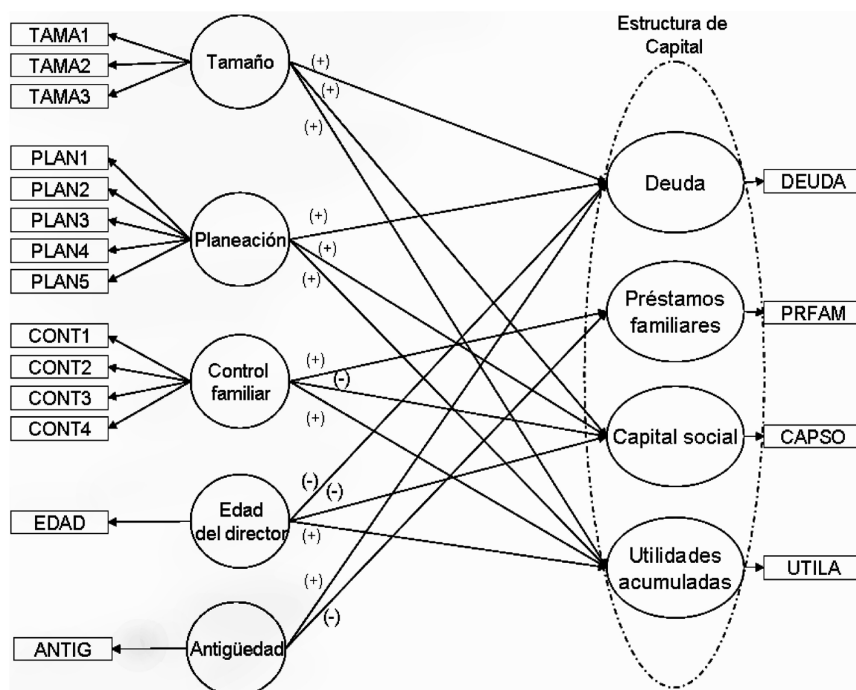 Estructura de
Capital
TAMA1
TAMA2
TAMA3
Tamaño
(+)
(+)
(+)
PLAN1
PLAN2
PLAN3
PLAN4
PLAN5
Planeación
(+)
(+)
(+)
CONT1
CONT2
CONT3
CONT4
Control
familiar
(+)
(-)
(+)
EDAD
Edad
del director
(-)
(-)
(+)
ANTIG
Antigüedad
(+)
(-)
Deuda
DEUDA
Préstamos
familiares
PRFAM
Capital social
CAPSO
Utilidades
acumuladas
UTILA